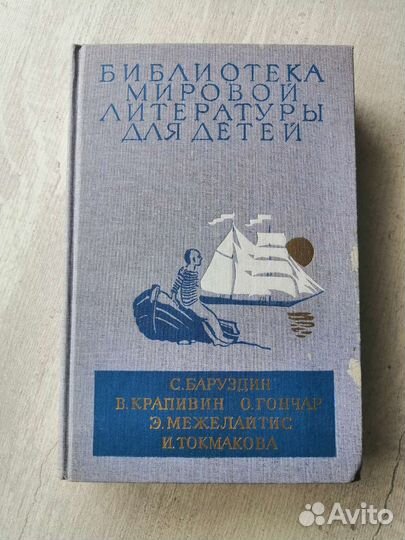 БИБЛИОТЕКА
МИРОВОЙ
ЛИТЕРАТУРЫ
ДЛЯ ДЕТЕЙ
С. БАРУЗДИН
В. КРАПИВИН О. ГОНЧАР
Э. МЕЖЕЛАЙТИС
И. ТОКМАКОВА
Avito